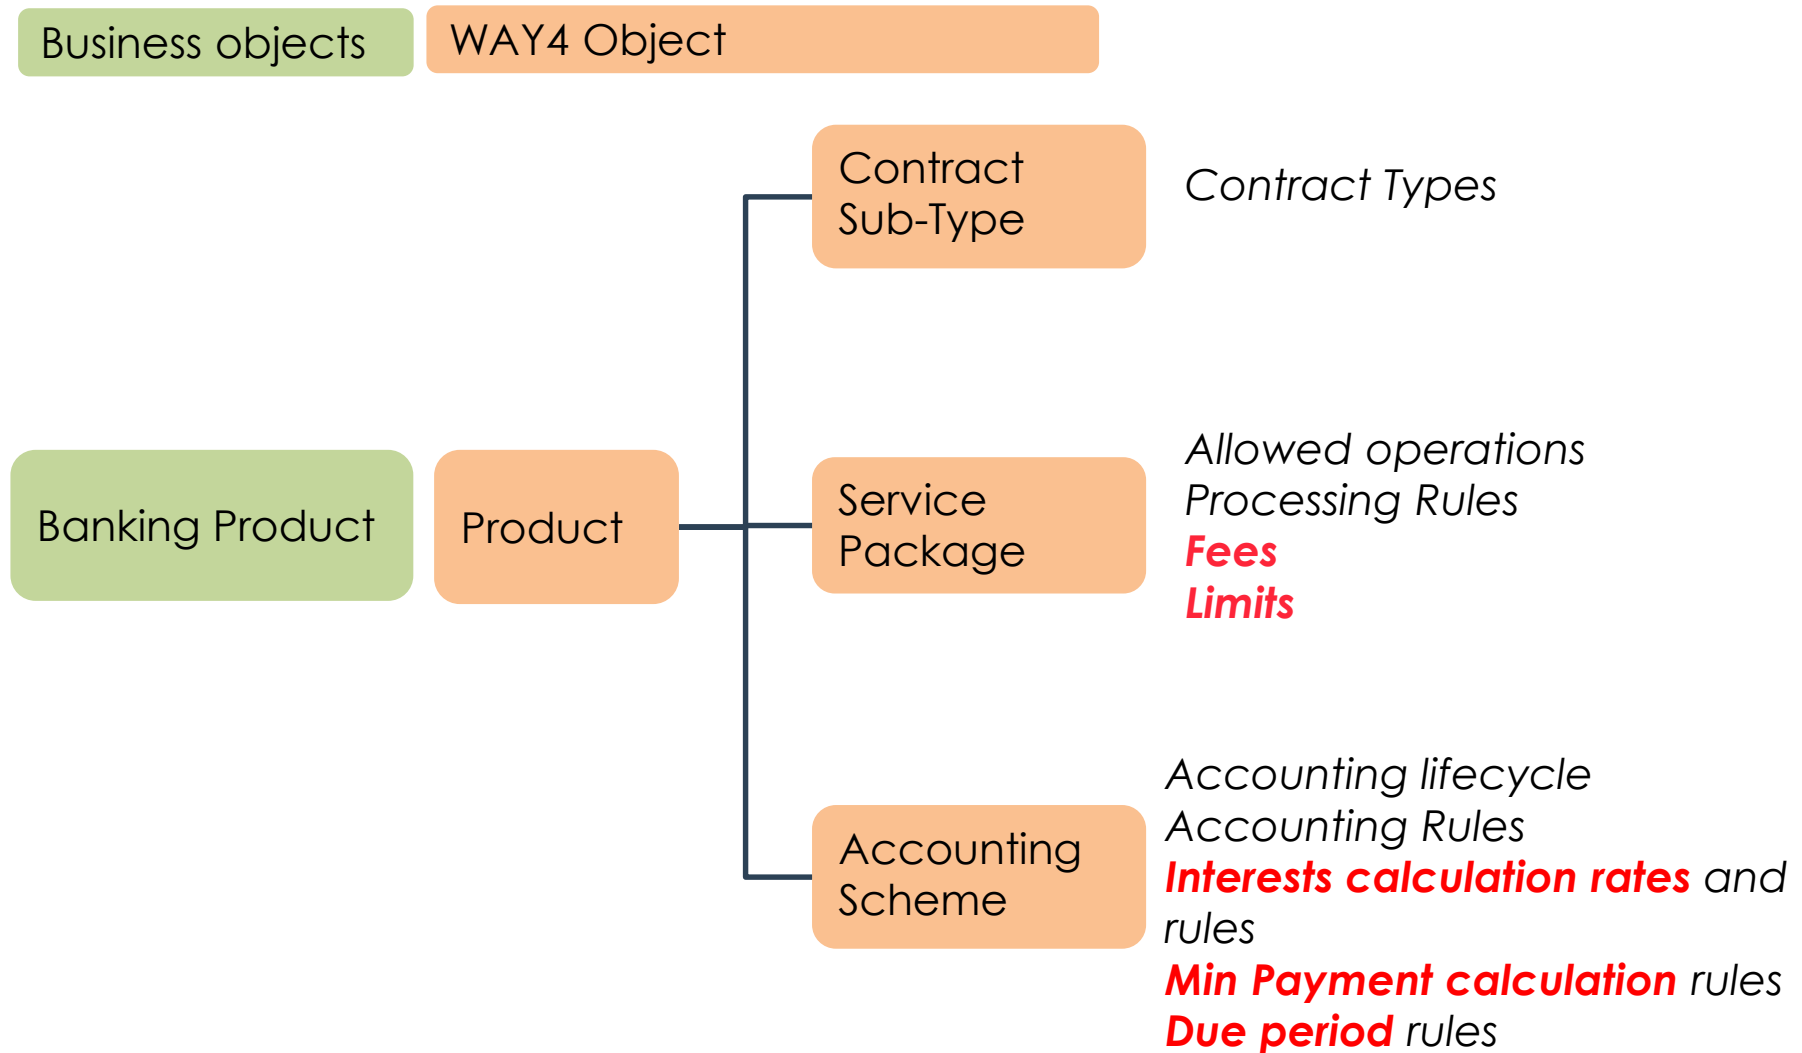 Business objects
WAY4 Object
Contract
Sub-Type
Contract Types
Banking Product
Product
Service
Package
Allowed operations
Processing Rules
Fees
Limits
Accounting
Scheme
Accounting lifecycle
Accounting Rules
Interests calculation rates and
rules
Min Payment calculation rules
Due period rules